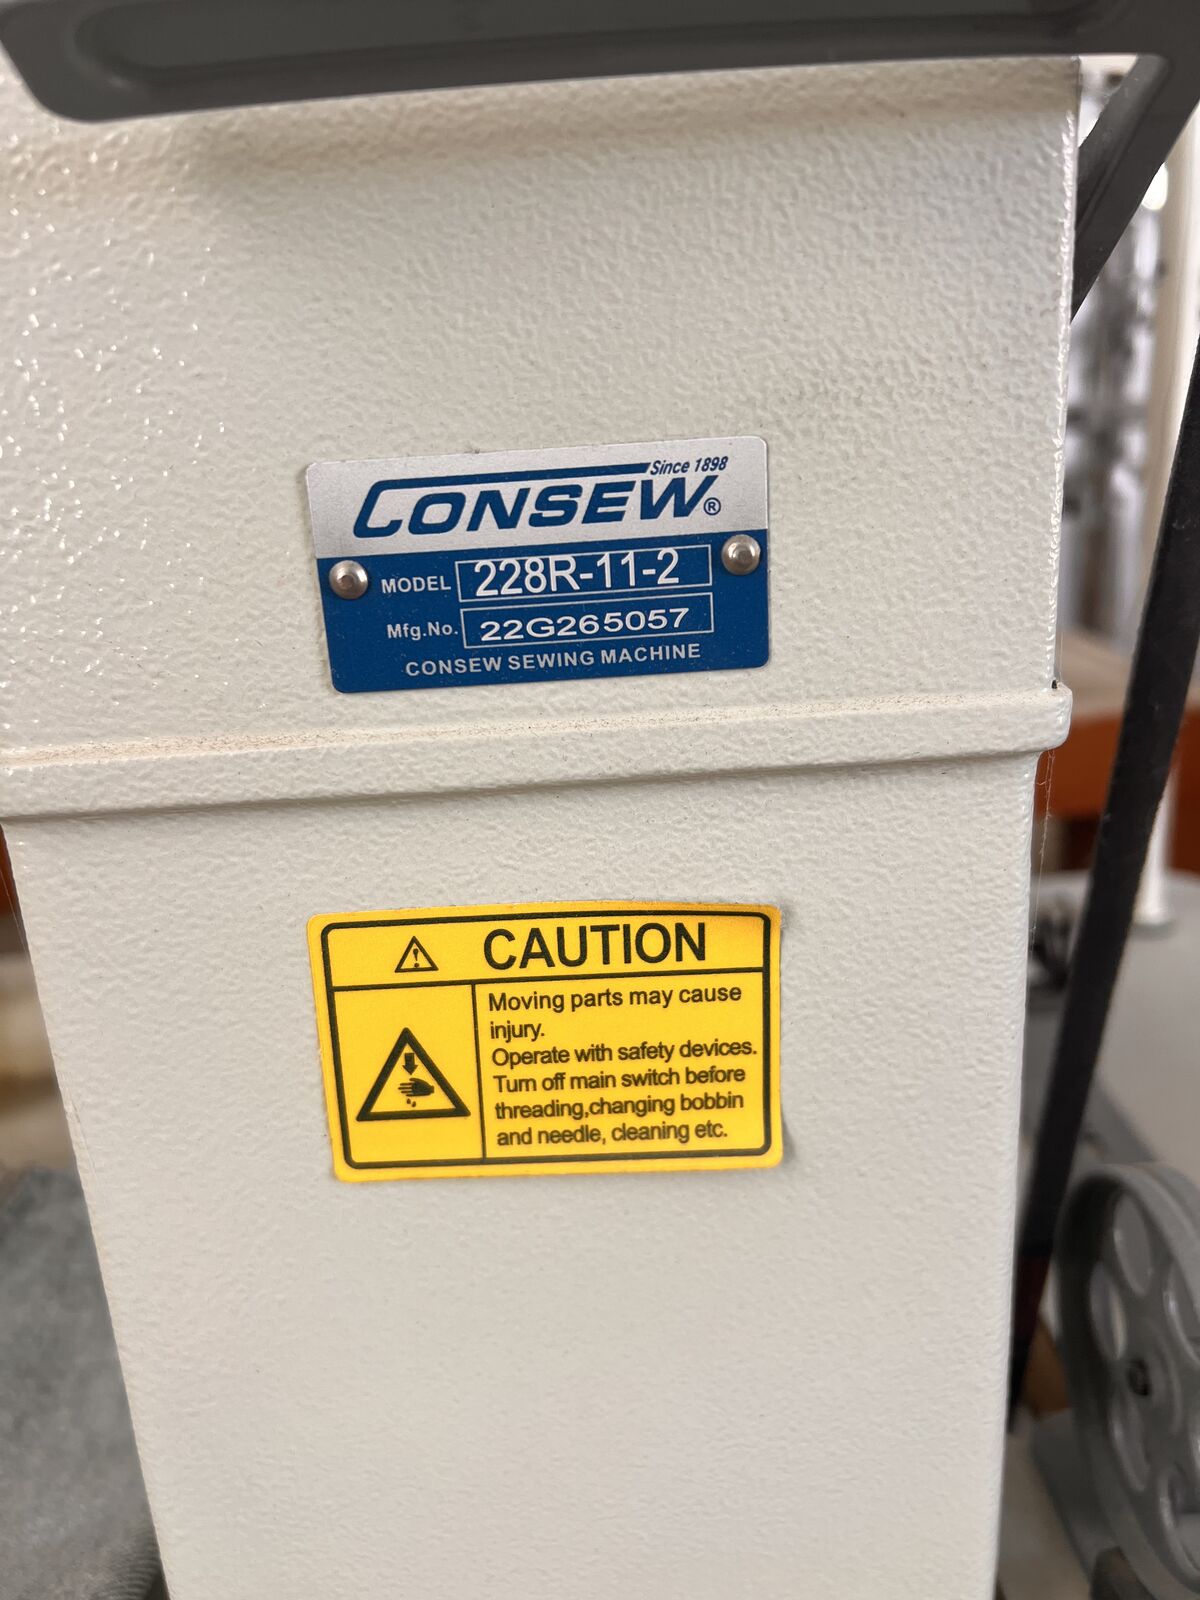 Since 1898
CONSEW®
MODEL 228R-11-2
Mfg.No. 22G265057
CONSEW SEWING MACHINE
CAUTION
Moving parts may cause
injury.
Operate with safety devices.
Turn off main switch before
threading,changing bobbin
and needle, cleaning etc.